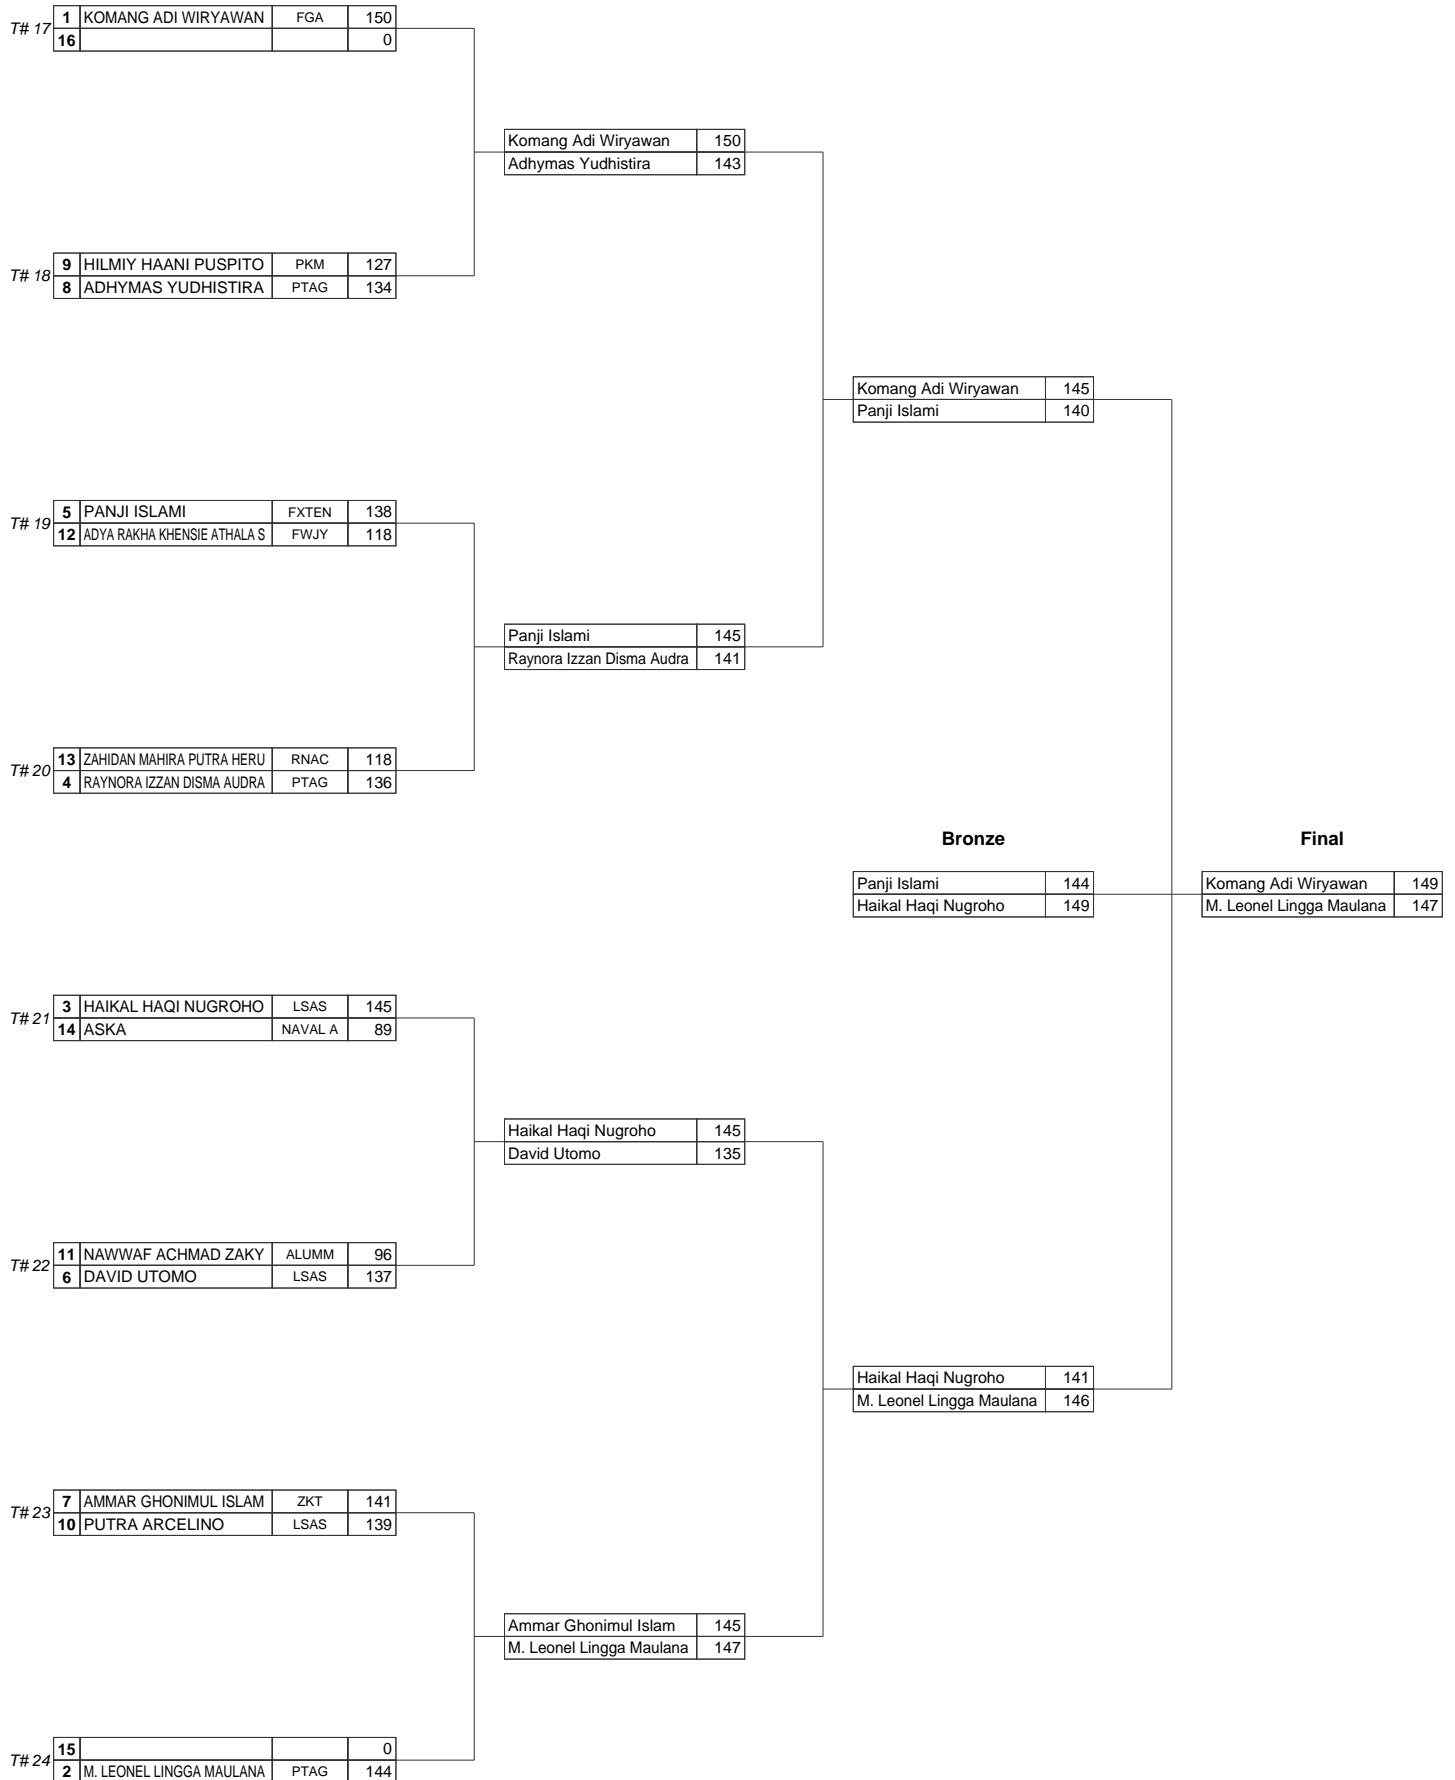 T# 17
1 KOMANG ADI WIRYAWAN FGA 150
16 0
Komang Adi Wiryawan 150
Adhymas Yudhistira 143
T# 18
9 HILMIY HAANI PUSPITO PKM 127
8 ADHYMAS YUDHISTIRA PTAG 134
Komang Adi Wiryawan 145
Panji Islami 140
T# 19
5 PANJI ISLAMI FXTEN 138
12 ADYA RAKHA KHENSIE ATHALA S FWJY 118
Panji Islami 145
Raynora Izzan Disma Audra 141
T# 20
13 ZAHIDAN MAHIRA PUTRA HERU RNAC 118
4 RAYNORA IZZAN DISMA AUDRA PTAG 136
Bronze Final
Panji Islami 144 Komang Adi Wiryawan 149
Haikal Haqi Nugroho 149 M. Leonel Lingga Maulana 147
T# 21
3 HAIKAL HAQI NUGROHO LSAS 145
14 ASKA NAVAL A 89
Haikal Haqi Nugroho 145
David Utomo 135
T# 22
11 NAWWAF ACHMAD ZAKY ALUMM 96
6 DAVID UTOMO LSAS 137
Haikal Haqi Nugroho 141
M. Leonel Lingga Maulana 146
T# 23
7 AMMAR GHONIMUL ISLAM ZKT 141
10 PUTRA ARCELINO LSAS 139
Ammar Ghonimul Islam 145
M. Leonel Lingga Maulana 147
T# 24
15 0
2 M. LEONEL LINGGA MAULANA PTAG 144